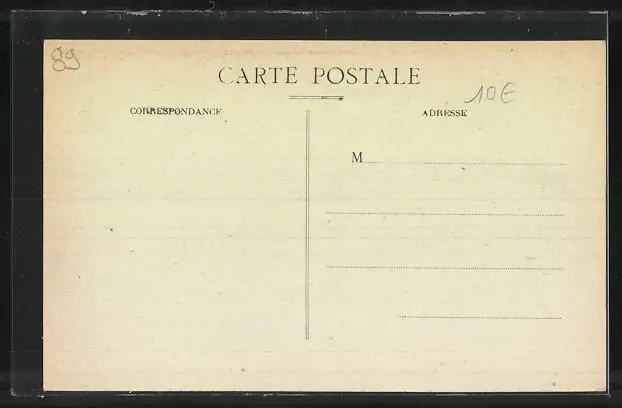 89
CARTE POSTALE
10€
CORRESPONDANCE
ADRESSE
M